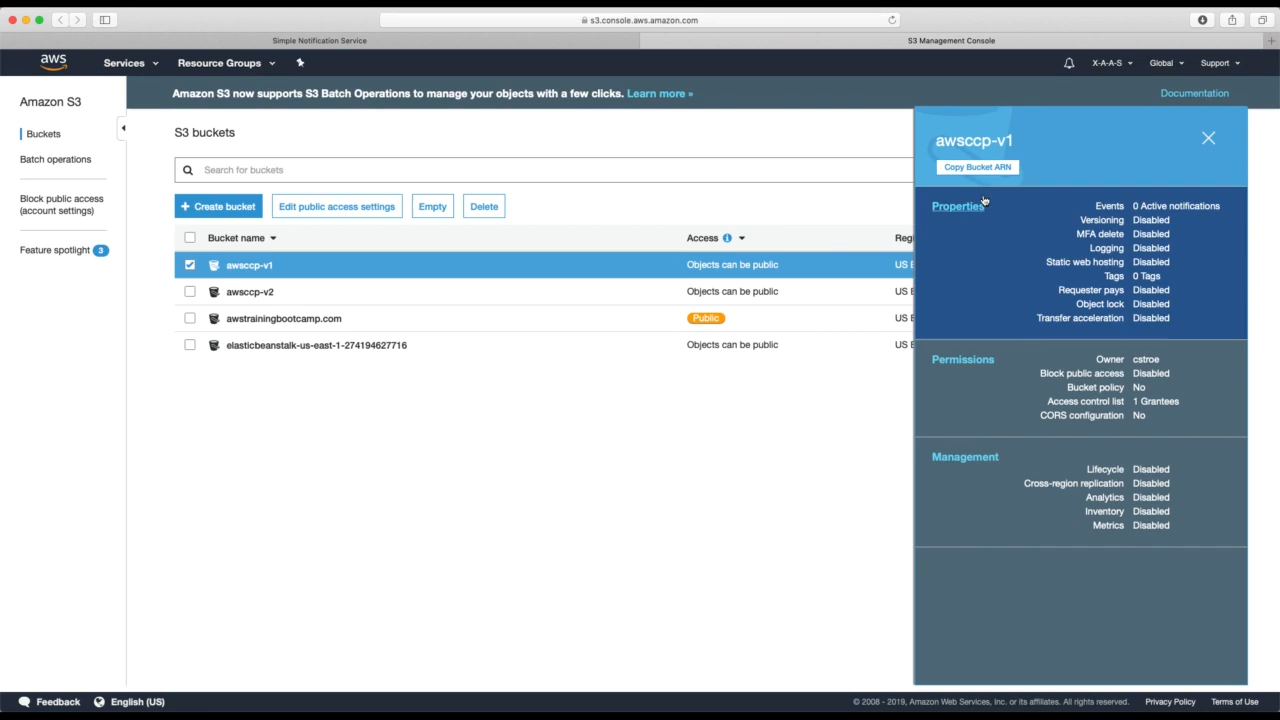 s3.console.aws.amazon.com
Simple Notification Service
S3 Management Console
aws
Services
Resource Groups
X-A-A-S
Global
Support
Amazon S3
Buckets
Batch operations
Block public access
(account settings)
Feature spotlight 3
Amazon S3 now supports S3 Batch Operations to manage your objects with a few clicks. Learn more »
Documentation
S3 buckets
Search for buckets
+ Create bucket
Edit public access settings
Empty
Delete
Bucket name
Access
Regi
awsccp-v1
Objects can be public
US E
awsccp-v2
Objects can be public
US E
awstrainingbootcamp.com
Public
US E
elasticbeanstalk-us-east-1-274194627716
Objects can be public
US E
awsccp-v1
Copy Bucket ARN
Properties
Events 0 Active notifications
Versioning Disabled
MFA delete Disabled
Logging Disabled
Static web hosting Disabled
Tags 0 Tags
Requester pays Disabled
Object lock Disabled
Transfer acceleration Disabled
Permissions
Owner cstroe
Block public access Disabled
Bucket policy No
Access control list 1 Grantees
CORS configuration No
Management
Lifecycle Disabled
Cross-region replication Disabled
Analytics Disabled
Inventory Disabled
Metrics Disabled
Feedback
English (US)
© 2008 - 2019, Amazon Web Services, Inc. or its affiliates. All rights reserved.
Privacy Policy
Terms of Use